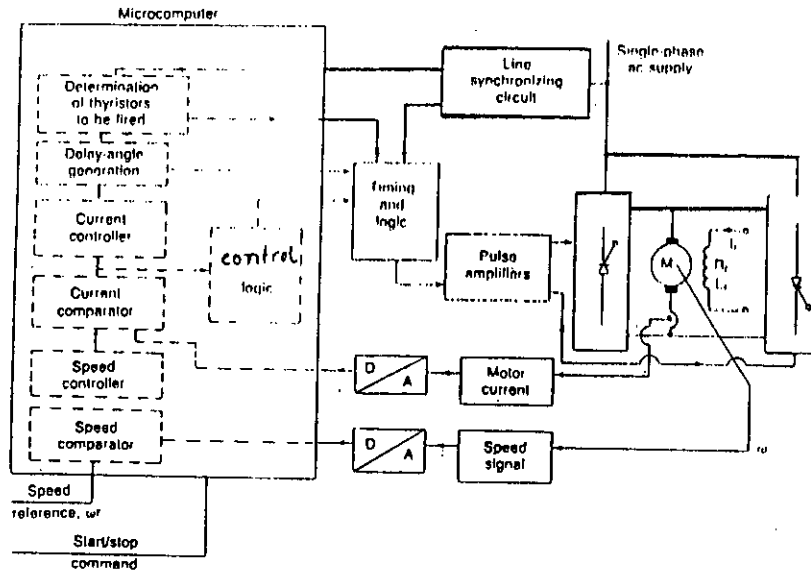 Microcomputer
Line
synchronizing
circuit
Single-phase
ac supply
Determination
of thyristors
to be fired
Delay-angle
generation
Timing
and
logic
Current
controller
control
logic
Pulse
amplifiers
M
Current
comparator
Speed
controller
D
A
Motor
current
Speed
comparator
D
A
Speed
signal
Speed
reference, ωr
Start/stop
command